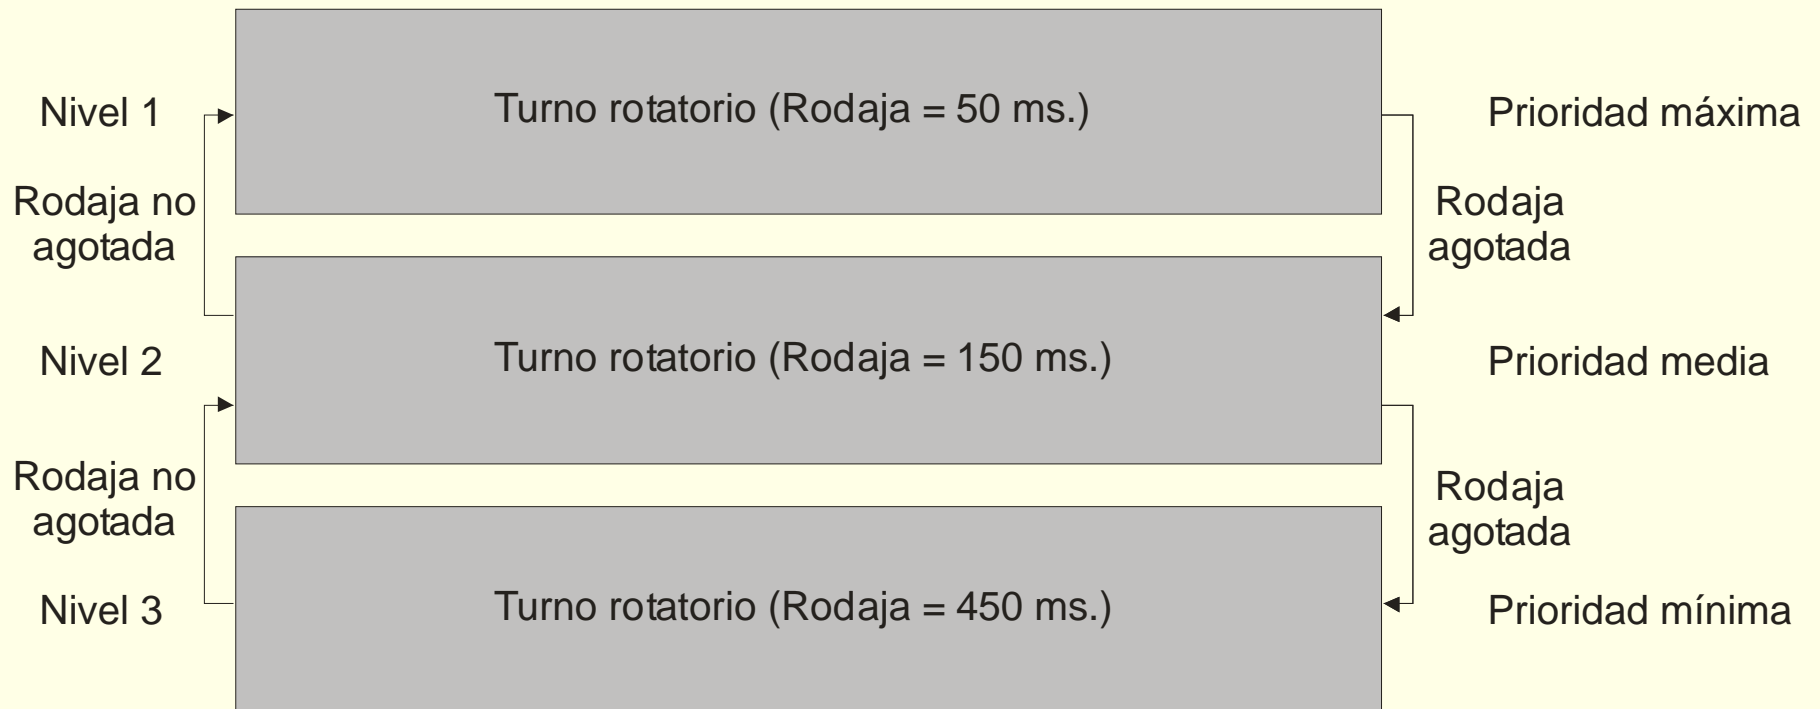 Nivel 1
Turno rotatorio (Rodaja = 50 ms.)
Prioridad máxima
Rodaja no
agotada
Rodaja
agotada
Nivel 2
Turno rotatorio (Rodaja = 150 ms.)
Prioridad media
Rodaja no
agotada
Rodaja
agotada
Nivel 3
Turno rotatorio (Rodaja = 450 ms.)
Prioridad mínima